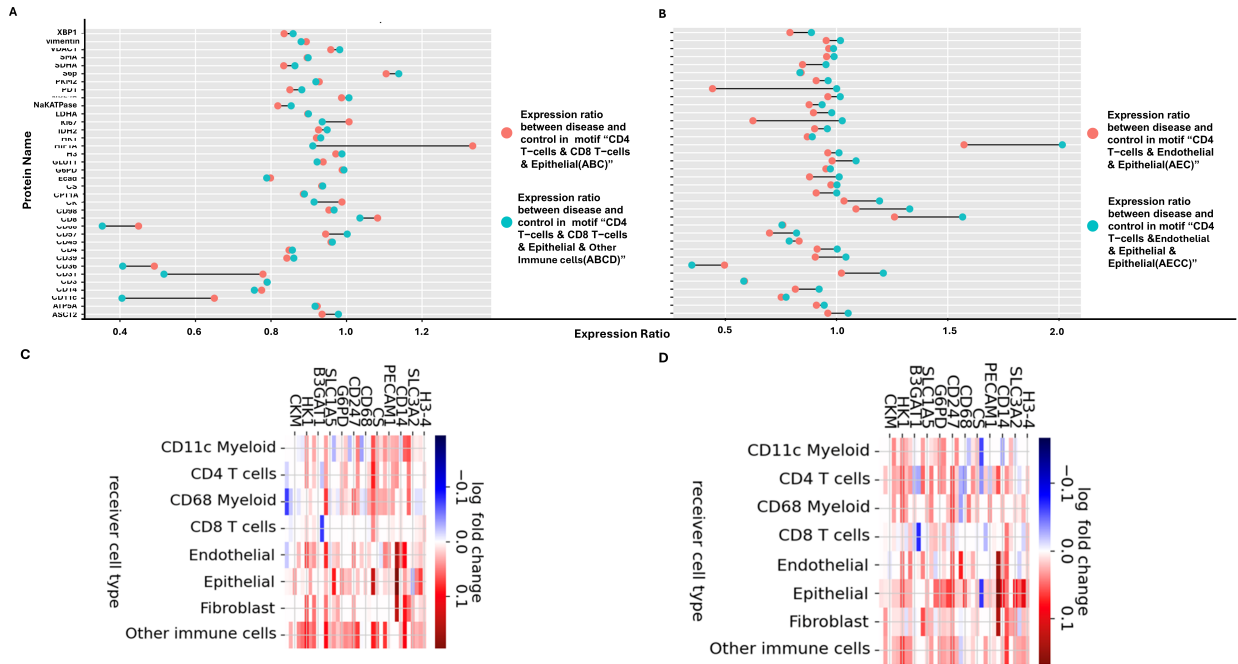 A
B
Protein Name
XBP1
Vimentin
VDAC1
SMA
SDHA
S6p
PKM2
PD1
NaKATPase
LDHA
Ki67
IDH2
HK1
HIF1A
H3
GLUT1
G6PD
Ecad
CS
CPT1A
CK
CD98
CD8
CD68
CD57
CD45
CD4
CD39
CD36
CD31
CD3
CD14
CD11c
ATP5A
ASCT2
0.4
0.6
0.8
1.0
1.2
Expression ratio
between disease and
control in motif “CD4
T−cells & CD8 T−cells
& Epithelial(ABC)”
Expression ratio
between disease and
control in motif “CD4
T−cells & CD8 T−cells
& Epithelial & Other
Immune cells(ABCD)”
0.5
1.0
1.5
2.0
Expression ratio
between disease and
control in motif “CD4
T−cells & Endothelial
& Epithelial(AEC)”
Expression ratio
between disease and
control in motif “CD4
T−cells &Endothelial
& Epithelial &
Epithelial(AECC)”
Expression Ratio
C
CKM
HK1
B3GAT1
SLC1A5
G6PD
CD247
CD68
CS
PECAM1
CD14
SLC3A2
H3-4
receiver cell type
CD11c Myeloid
CD4 T cells
CD68 Myeloid
CD8 T cells
Endothelial
Epithelial
Fibroblast
Other immune cells
−0.1
0.0
0.1
log fold change
D
CKM
HK1
B3GAT1
SLC1A5
G6PD
CD247
CD68
CS
PECAM1
CD14
SLC3A2
H3-4
receiver cell type
CD11c Myeloid
CD4 T cells
CD68 Myeloid
CD8 T cells
Endothelial
Epithelial
Fibroblast
Other immune cells
−0.1
0.0
0.1
log fold change